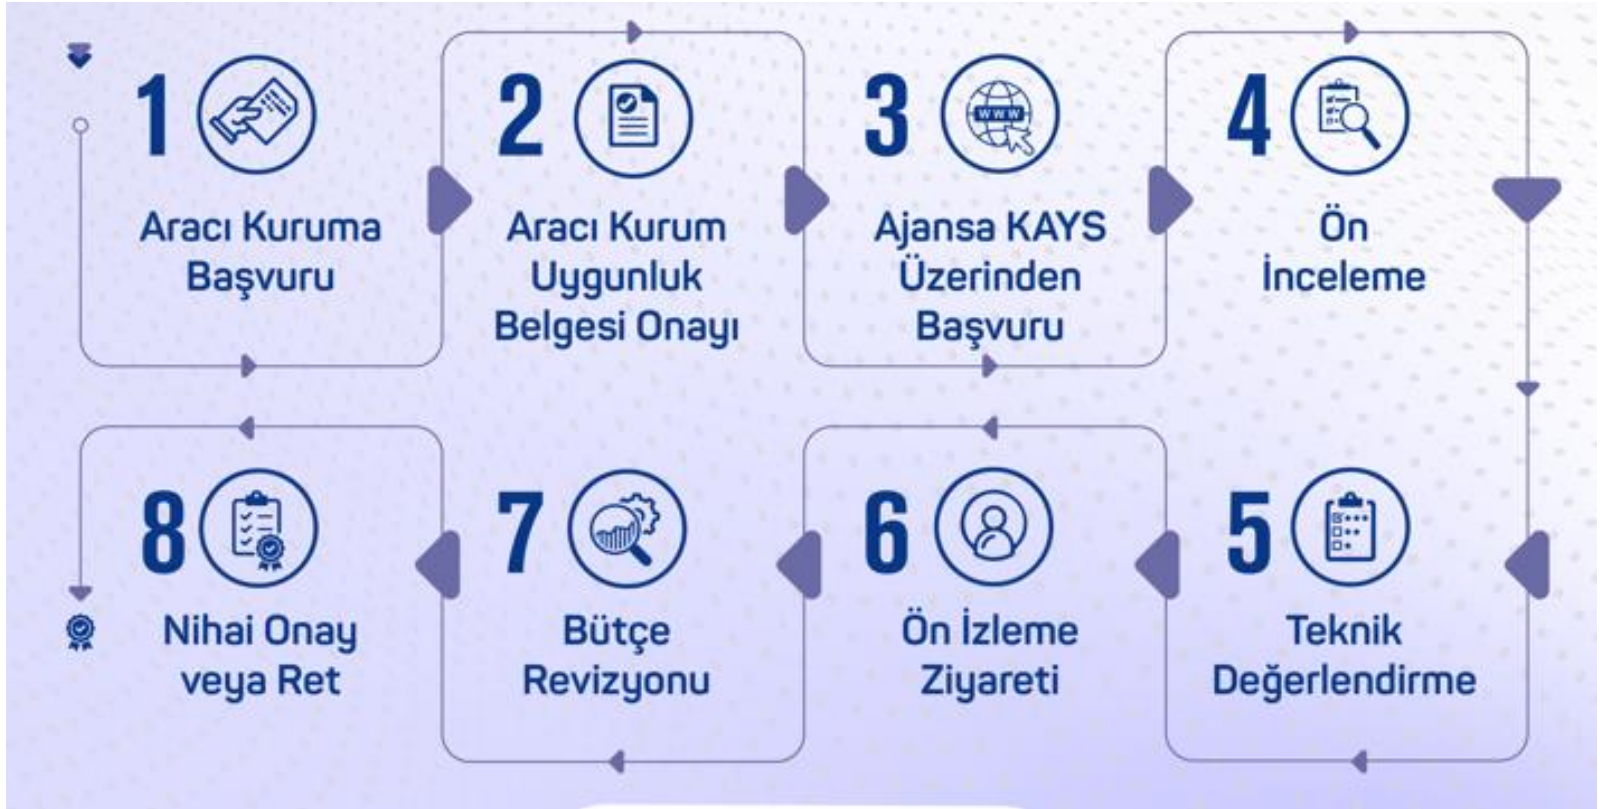 1
Aracı Kuruma
Başvuru
2
Aracı Kurum
Uygunluk
Belgesi Onayı
3
WWW
Ajansa KAYS
Üzerinden
Başvuru
4
Ön
İnceleme
5
Teknik
Değerlendirme
6
Ön İzleme
Ziyareti
7
Bütçe
Revizyonu
8
Nihai Onay
veya Ret